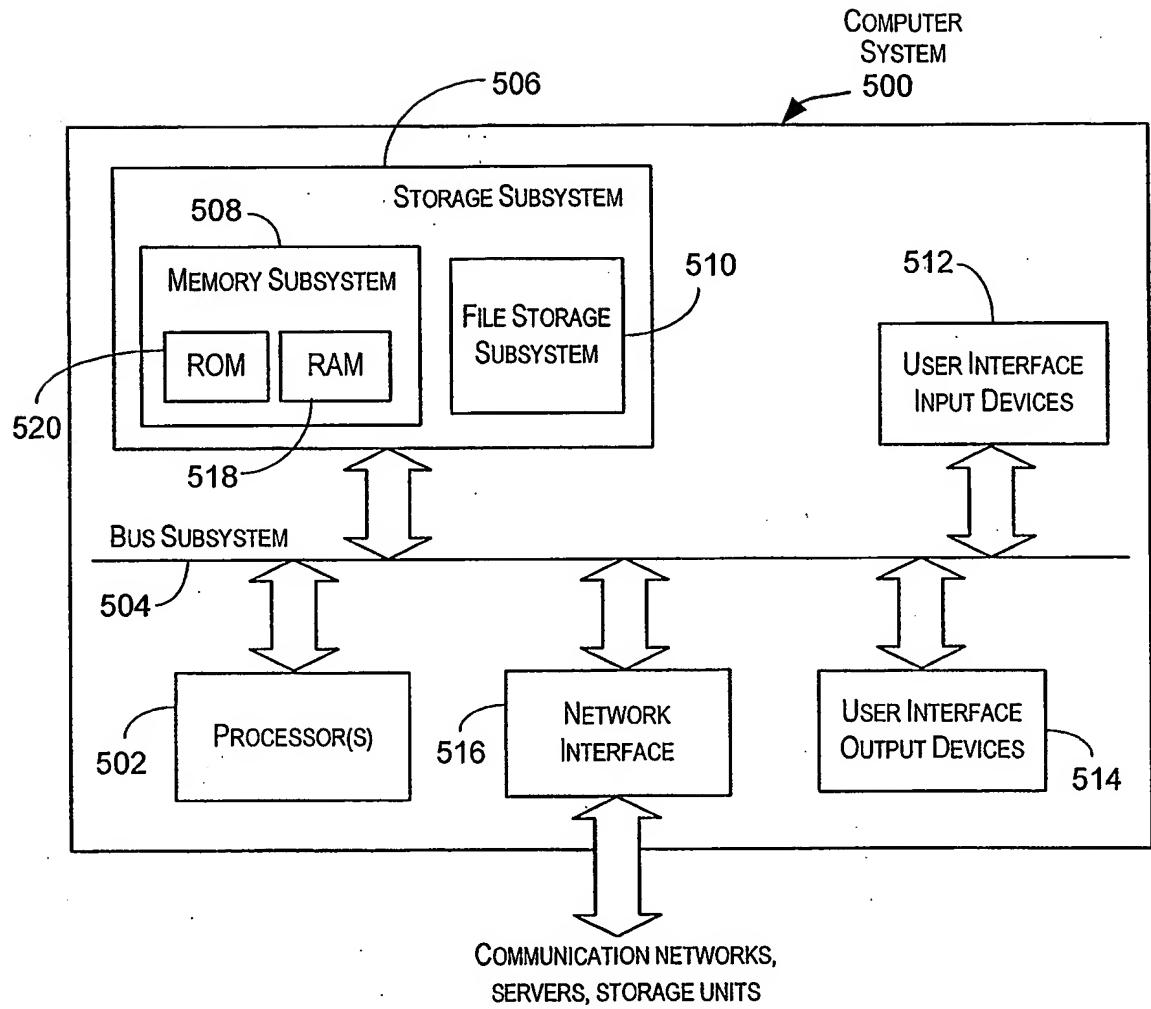 COMPUTER
SYSTEM
500
506
STORAGE SUBSYSTEM
508
MEMORY SUBSYSTEM
ROM
RAM
520
518
FILE STORAGE
SUBSYSTEM
510
512
USER INTERFACE
INPUT DEVICES
BUS SUBSYSTEM
504
PROCESSOR(S)
502
NETWORK
INTERFACE
516
USER INTERFACE
OUTPUT DEVICES
514
COMMUNICATION NETWORKS,
SERVERS, STORAGE UNITS